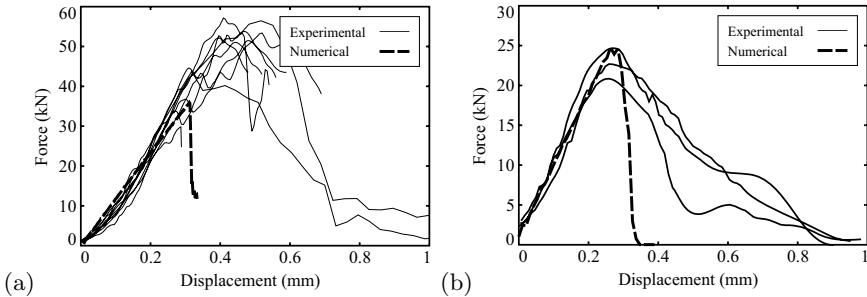 60
50
40
30
20
10
0
Force (kN)
0
0.2
0.4
0.6
0.8
1
Displacement (mm)
Experimental
Numerical
(a)
30
25
20
15
10
5
0
Force (kN)
0
0.2
0.4
0.6
0.8
1
Displacement (mm)
Experimental
Numerical
(b)